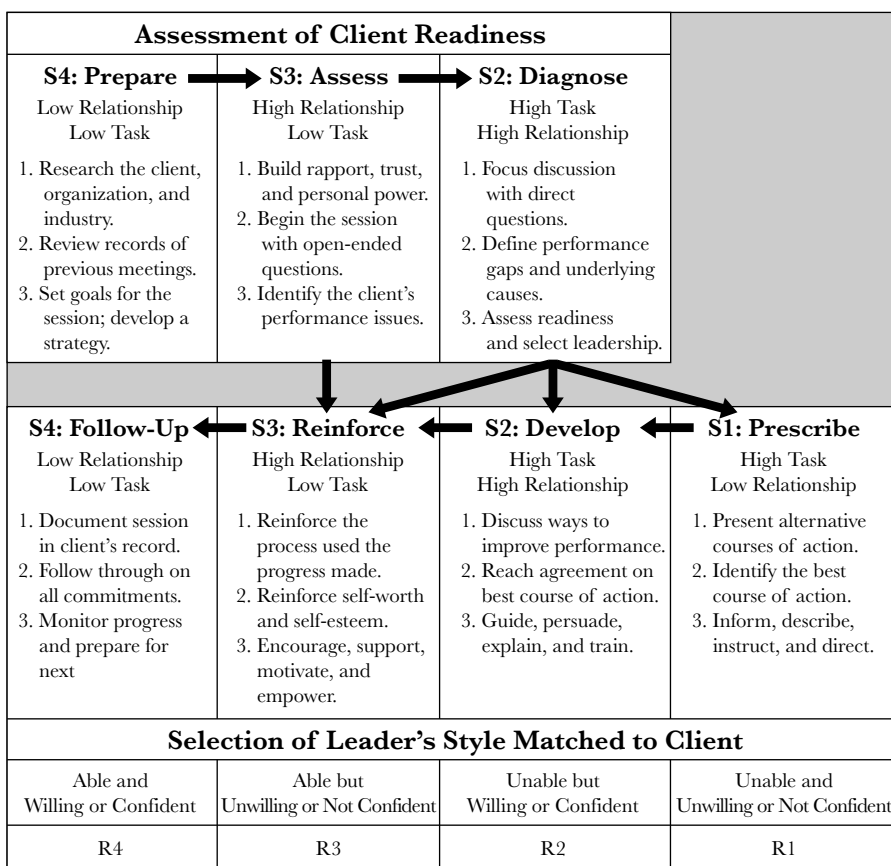 Assessment of Client Readiness
S4: Prepare
Low Relationship
Low Task
1. Research the client,
organization, and
industry.
2. Review records of
previous meetings.
3. Set goals for the
session; develop a
strategy.
S3: Assess
High Relationship
Low Task
1. Build rapport, trust,
and personal power.
2. Begin the session
with open-ended
questions.
3. Identify the client’s
performance issues.
S2: Diagnose
High Task
High Relationship
1. Focus discussion
with direct
questions.
2. Define performance
gaps and underlying
causes.
3. Assess readiness
and select leadership.
S4: Follow-Up
Low Relationship
Low Task
1. Document session
in client’s record.
2. Follow through on
all commitments.
3. Monitor progress
and prepare for
next
S3: Reinforce
High Relationship
Low Task
1. Reinforce the
process used the
progress made.
2. Reinforce self-worth
and self-esteem.
3. Encourage, support,
motivate, and
empower.
S2: Develop
High Task
High Relationship
1. Discuss ways to
improve performance.
2. Reach agreement on
best course of action.
3. Guide, persuade,
explain, and train.
S1: Prescribe
High Task
Low Relationship
1. Present alternative
courses of action.
2. Identify the best
course of action.
3. Inform, describe,
instruct, and direct.
Selection of Leader’s Style Matched to Client
Able and
Willing or Confident
Able but
Unwilling or Not Confident
Unable but
Willing or Confident
Unable and
Unwilling or Not Confident
R4
R3
R2
R1